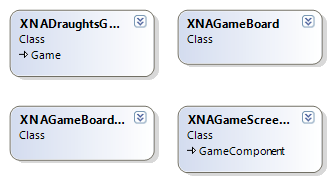 XNADraughtsG...
Class
Game
XNAGameBoard
Class
XNAGameBoard...
Class
XNAGameScree...
Class
GameComponent